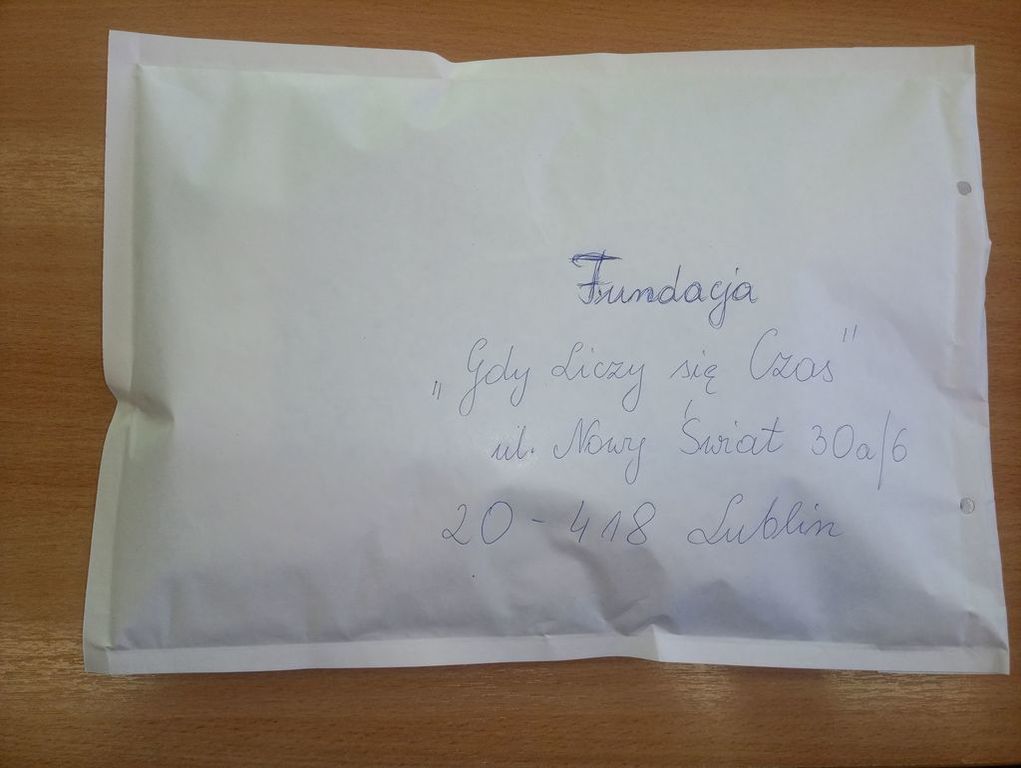 Fundacja
„Gdy Liczy się Czas"
ul. Nowy Świat 30a/6
20-418 Lublin